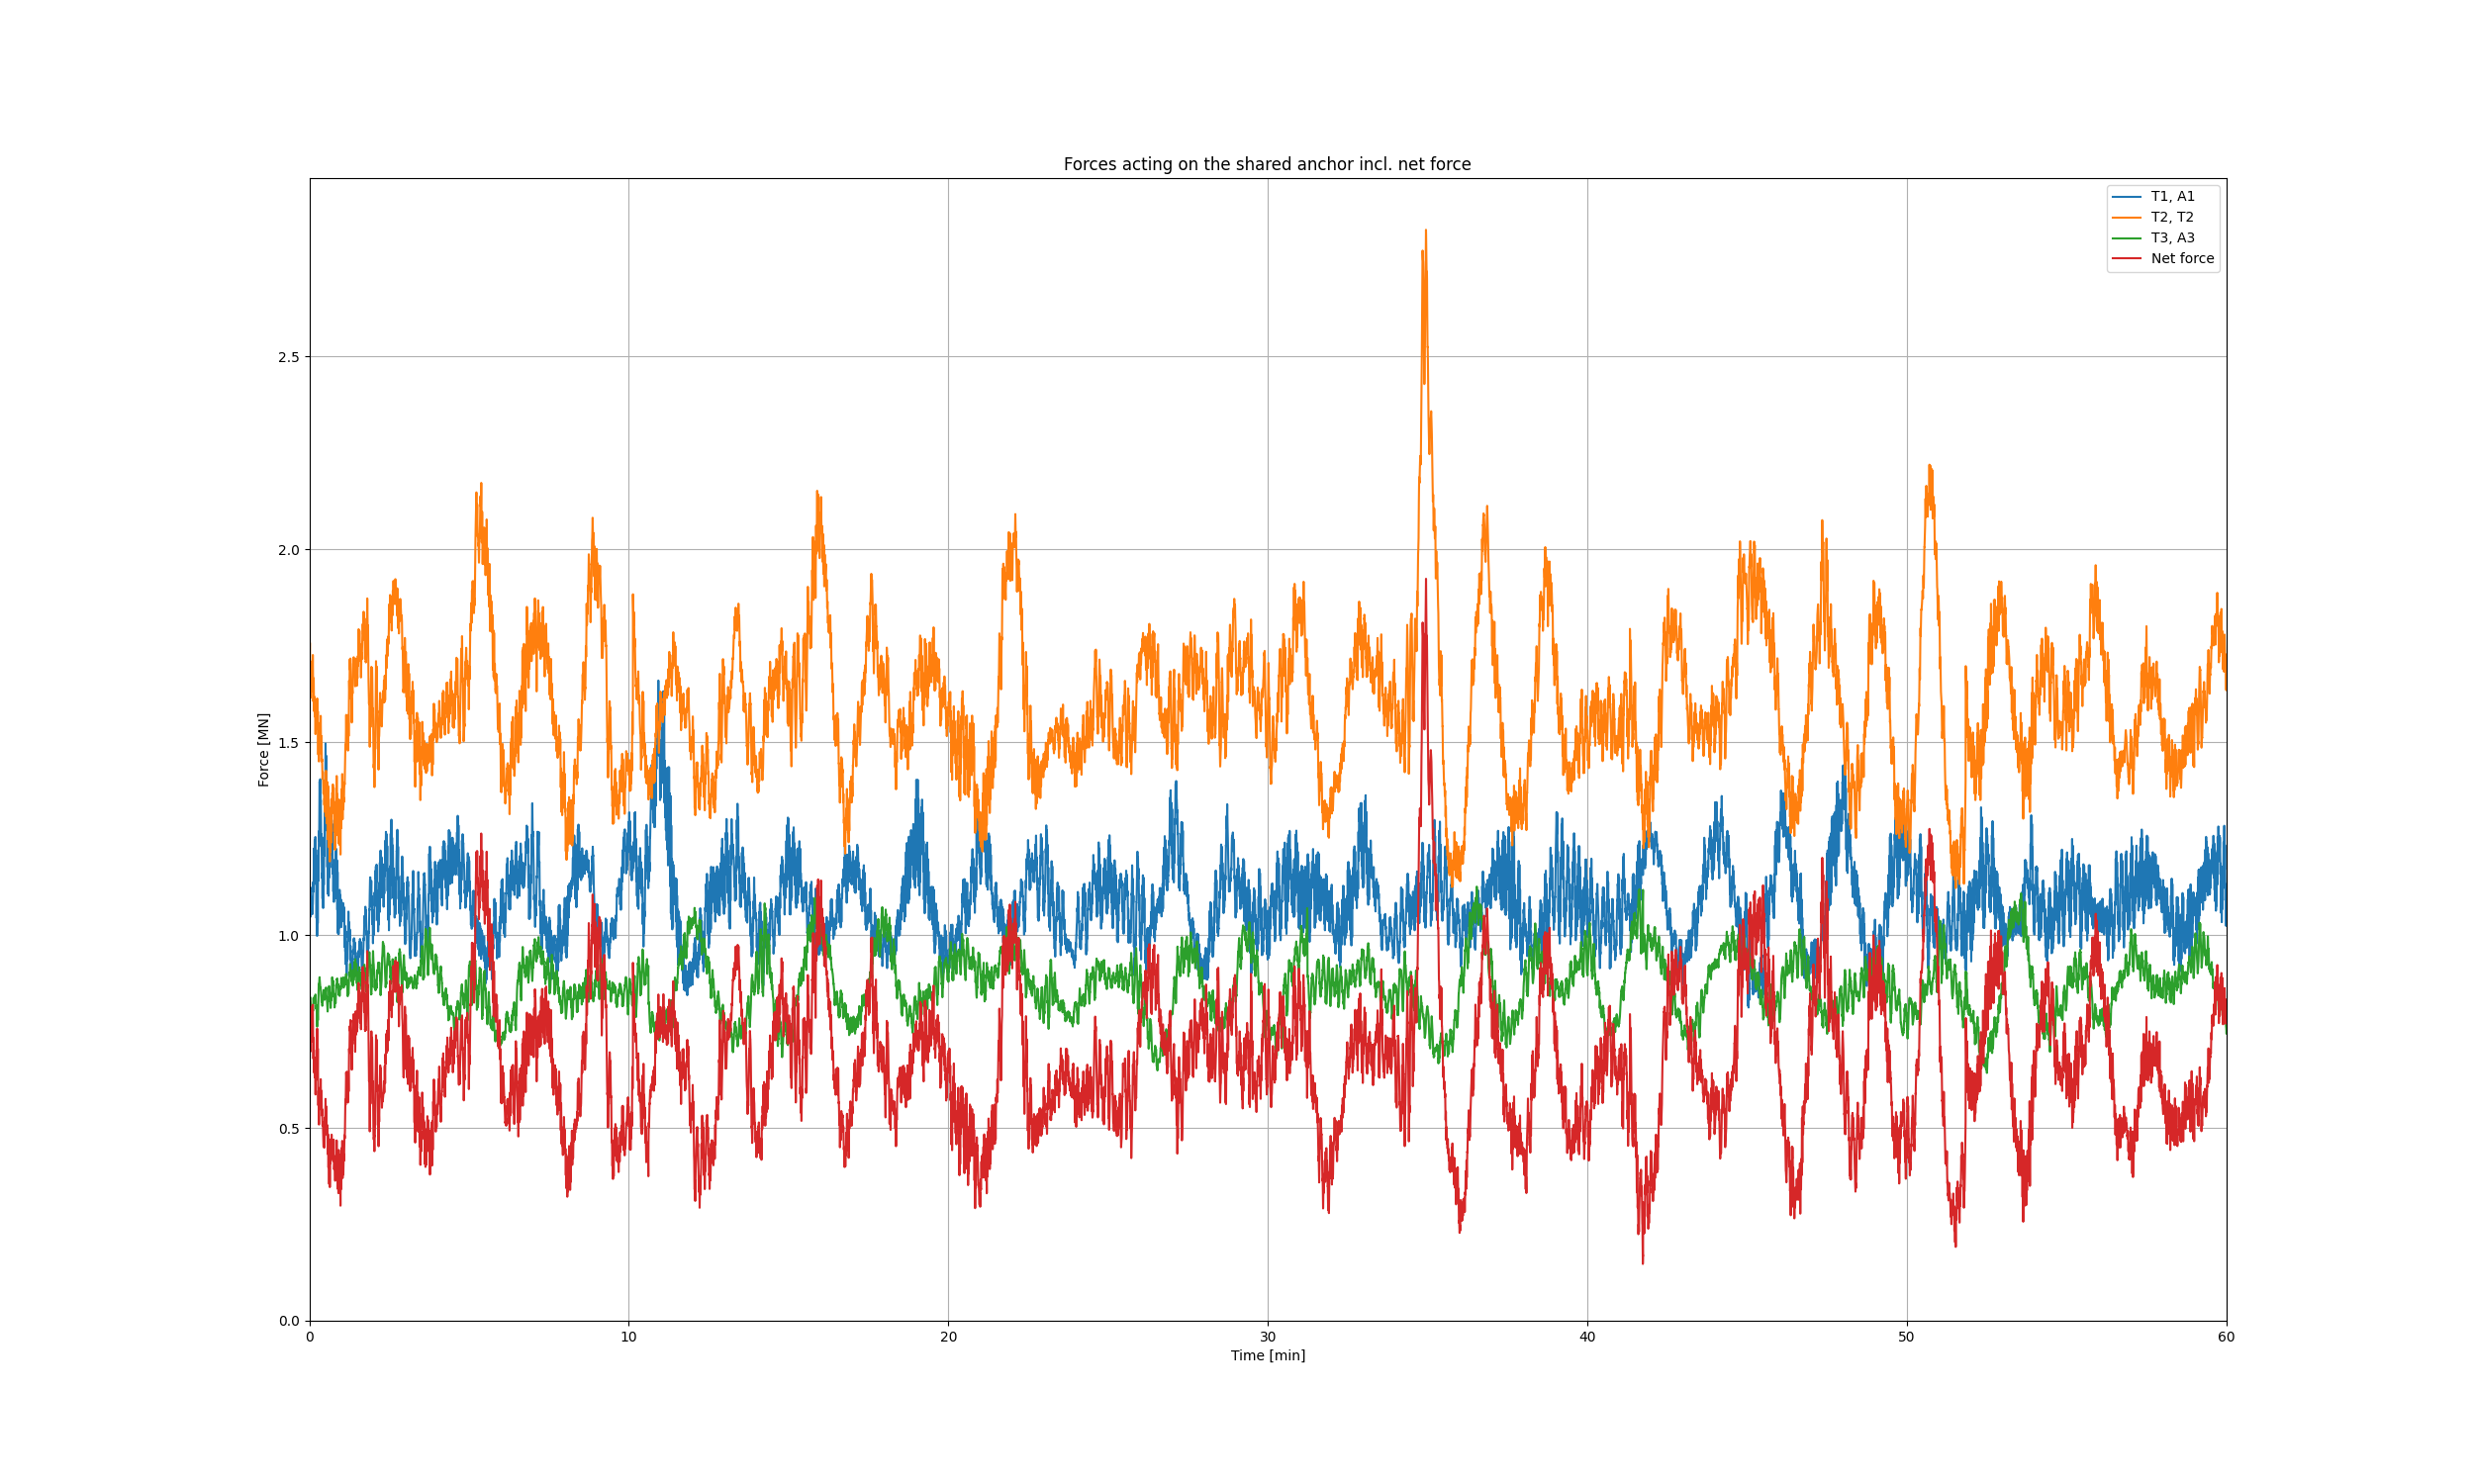 Forces acting on the shared anchor incl. net force
T1, A1
T2, T2
T3, A3
Net force
Force [MN]
2.5
2.0
1.5
1.0
0.5
0.0
0 10 20 30 40 50 60
Time [min]